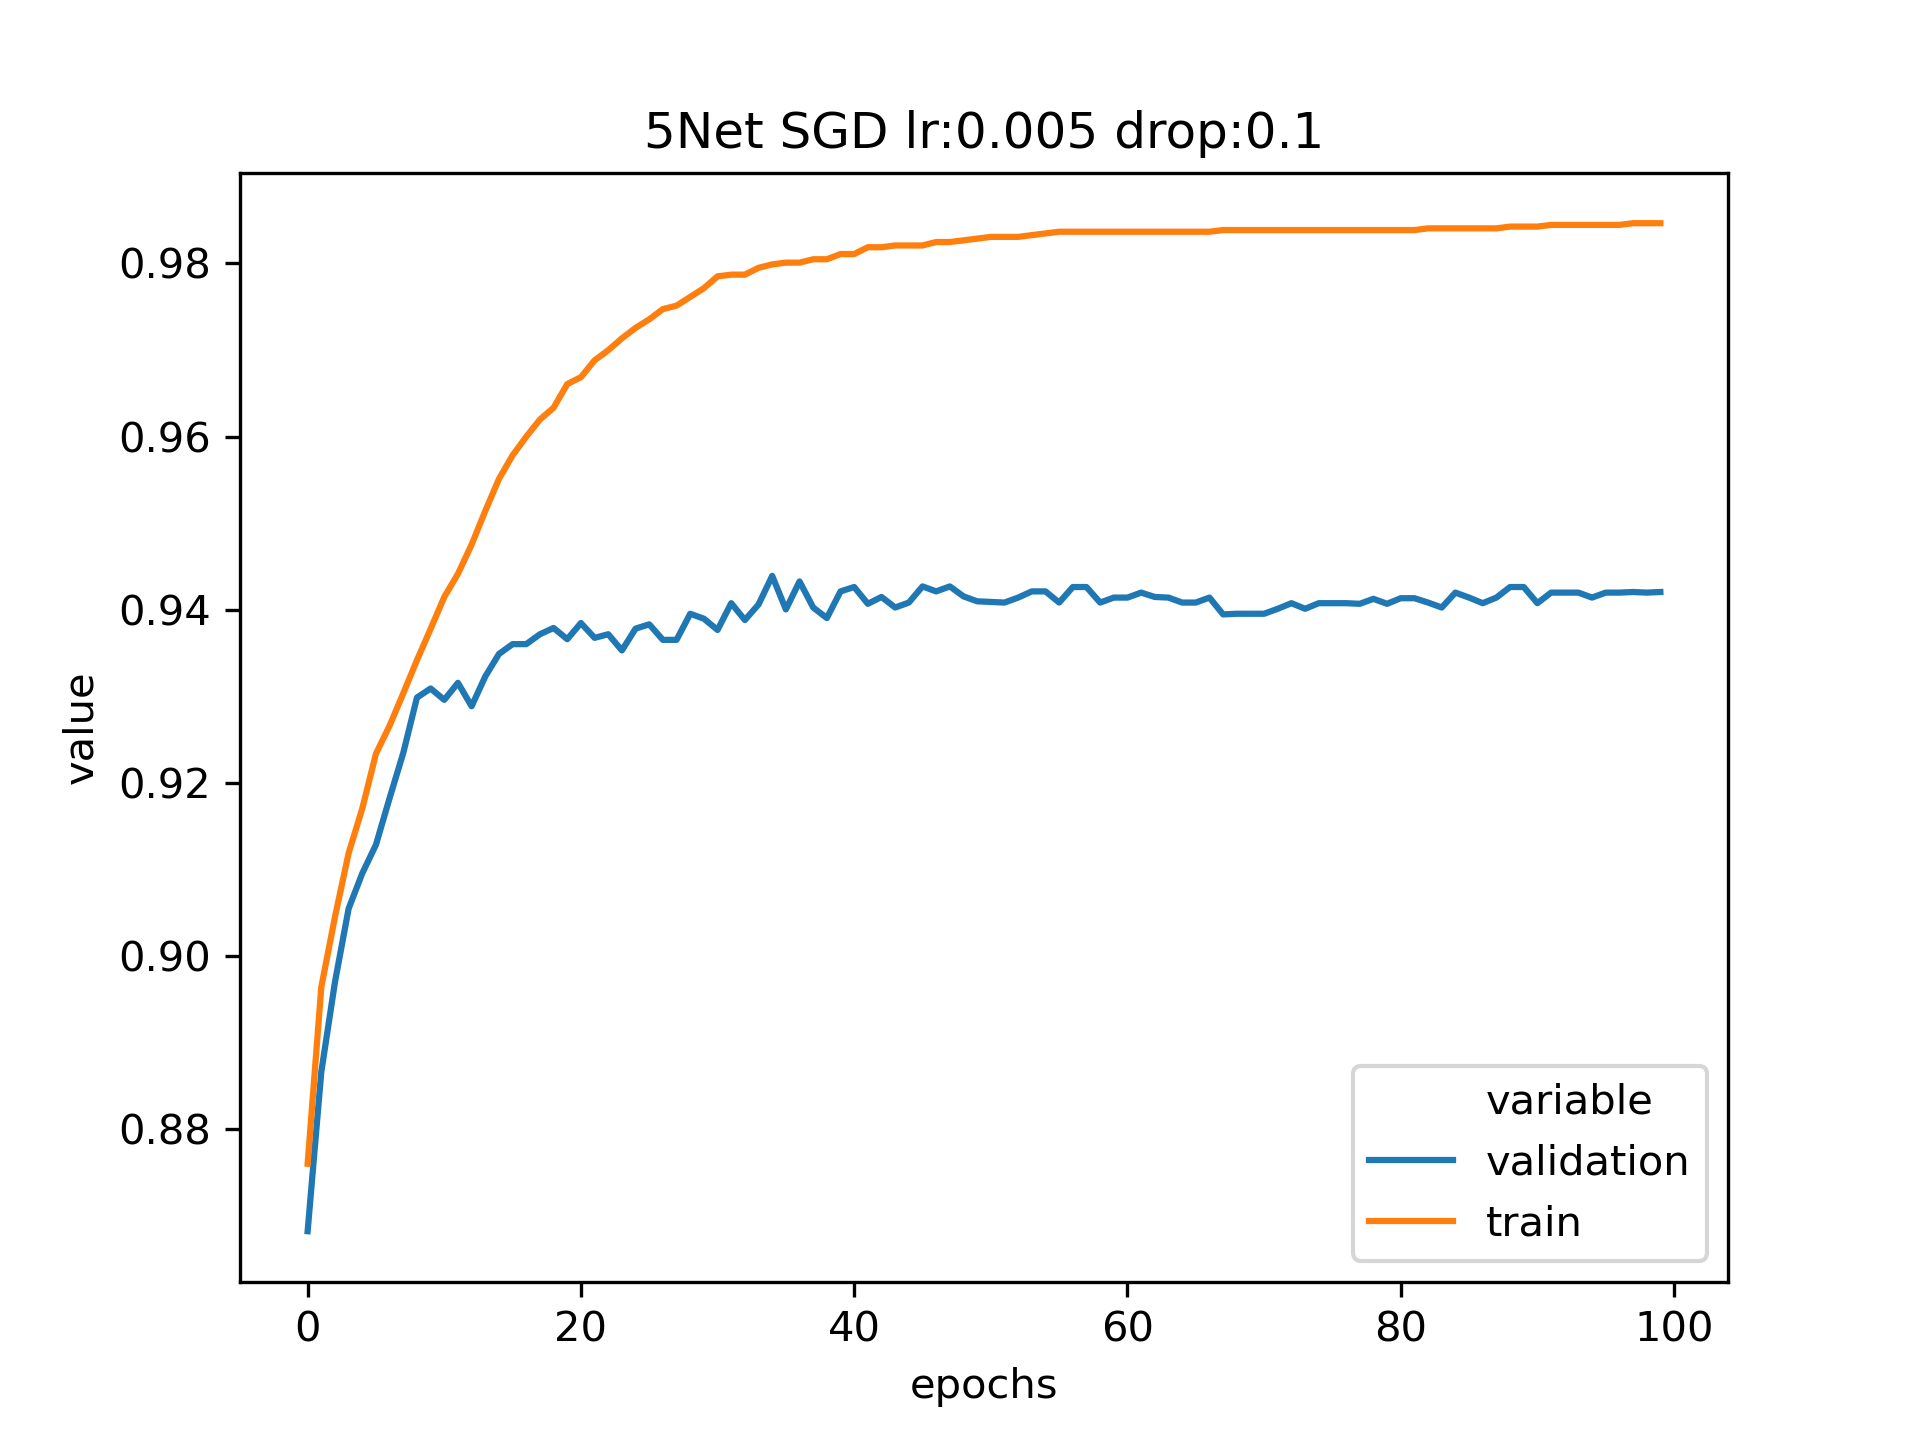 5Net SGD lr:0.005 drop:0.1
0.98
0.96
0.94
0.92
0.90
0.88
value
0 20 40 60 80 100
epochs
variable
validation
train